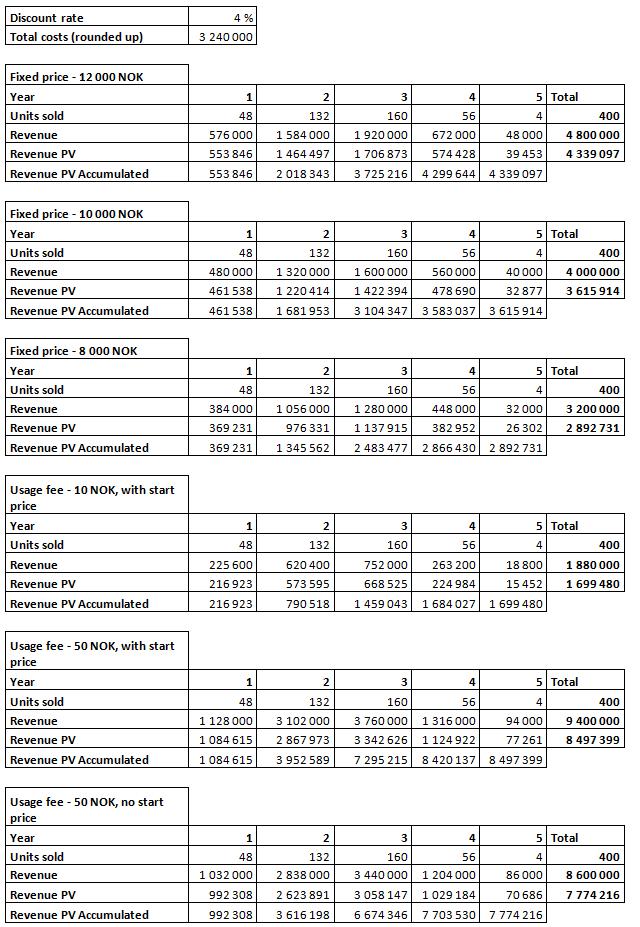 Discount rate 4 %
Total costs (rounded up) 3 240 000
Fixed price - 12 000 NOK
Year 1 2 3 4 5 Total
Units sold 48 132 160 56 4 400
Revenue 576 000 1 584 000 1 920 000 672 000 48 000 4 800 000
Revenue PV 553 846 1 464 497 1 706 873 574 428 39 453 4 339 097
Revenue PV Accumulated 553 846 2 018 343 3 725 216 4 299 644 4 339 097
Fixed price - 10 000 NOK
Year 1 2 3 4 5 Total
Units sold 48 132 160 56 4 400
Revenue 480 000 1 320 000 1 600 000 560 000 40 000 4 000 000
Revenue PV 461 538 1 220 414 1 422 394 478 690 32 877 3 615 914
Revenue PV Accumulated 461 538 1 681 953 3 104 347 3 583 037 3 615 914
Fixed price - 8 000 NOK
Year 1 2 3 4 5 Total
Units sold 48 132 160 56 4 400
Revenue 384 000 1 056 000 1 280 000 448 000 32 000 3 200 000
Revenue PV 369 231 976 331 1 137 915 382 952 26 302 2 892 731
Revenue PV Accumulated 369 231 1 345 562 2 483 477 2 866 430 2 892 731
Usage fee - 10 NOK, with start
price
Year 1 2 3 4 5 Total
Units sold 48 132 160 56 4 400
Revenue 225 600 620 400 752 000 263 200 18 800 1 880 000
Revenue PV 216 923 573 595 668 525 224 984 15 452 1 699 480
Revenue PV Accumulated 216 923 790 518 1 459 043 1 684 027 1 699 480
Usage fee - 50 NOK, with start
price
Year 1 2 3 4 5 Total
Units sold 48 132 160 56 4 400
Revenue 1 128 000 3 102 000 3 760 000 1 316 000 94 000 9 400 000
Revenue PV 1 084 615 2 867 973 3 342 626 1 124 922 77 261 8 497 399
Revenue PV Accumulated 1 084 615 3 952 589 7 295 215 8 420 137 8 497 399
Usage fee - 50 NOK, no start
price
Year 1 2 3 4 5 Total
Units sold 48 132 160 56 4 400
Revenue 1 032 000 2 838 000 3 440 000 1 204 000 86 000 8 600 000
Revenue PV 992 308 2 623 891 3 058 147 1 029 184 70 686 7 774 216
Revenue PV Accumulated 992 308 3 616 198 6 674 346 7 703 530 7 774 216